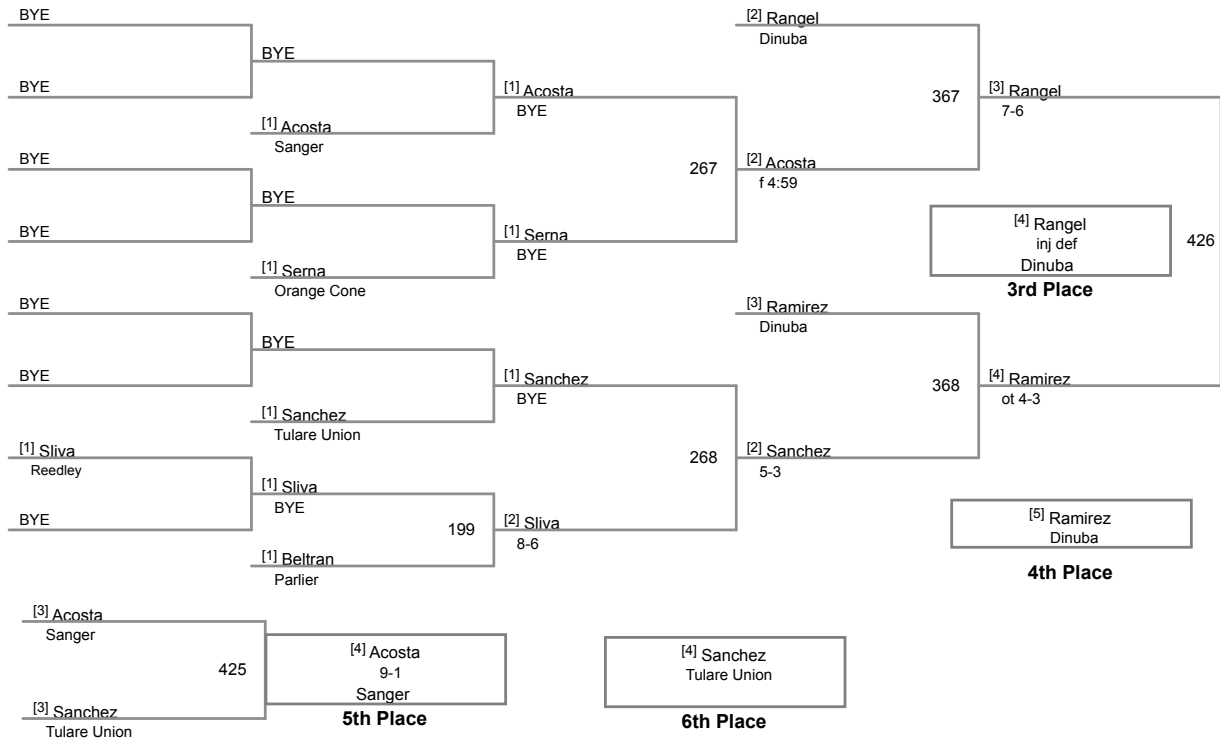 BYE
BYE
BYE
BYE
BYE
BYE
[1] Sliva
Reedley
BYE
BYE
[1] Acosta
Sanger
BYE
[1] Serna
Orange Cone
BYE
[1] Sanchez
Tulare Union
[1] Sliva
BYE
199
[1] Beltran
Parlier
[1] Acosta
BYE
267
[1] Serna
BYE
[1] Sanchez
BYE
268
[2] Sliva
8-6
[2] Rangel
Dinuba
367
[2] Acosta
f 4:59
[3] Ramirez
Dinuba
368
[2] Sanchez
5-3
[3] Rangel
7-6
426
[4] Ramirez
ot 4-3
[4] Rangel
inj def
Dinuba
3rd Place
[5] Ramirez
Dinuba
4th Place
[3] Acosta
Sanger
425
[3] Sanchez
Tulare Union
[4] Acosta
9-1
Sanger
5th Place
[4] Sanchez
Tulare Union
6th Place